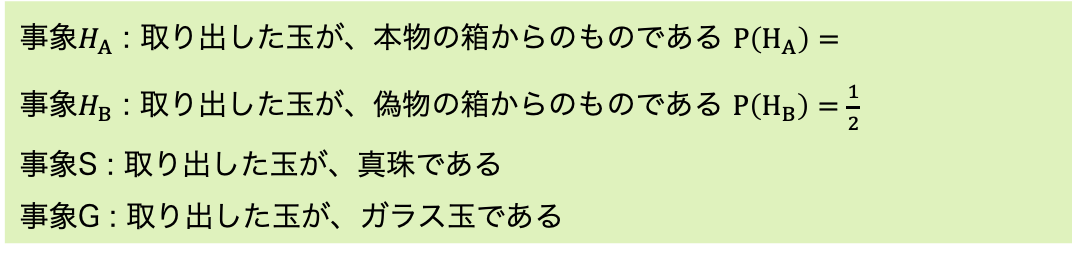 事象H_A : 取り出した玉が、本物の箱からのものである P(H_A) =
事象H_B : 取り出した玉が、偽物の箱からのものである P(H_B) = 1/2
事象S : 取り出した玉が、真珠である
事象G : 取り出した玉が、ガラス玉である